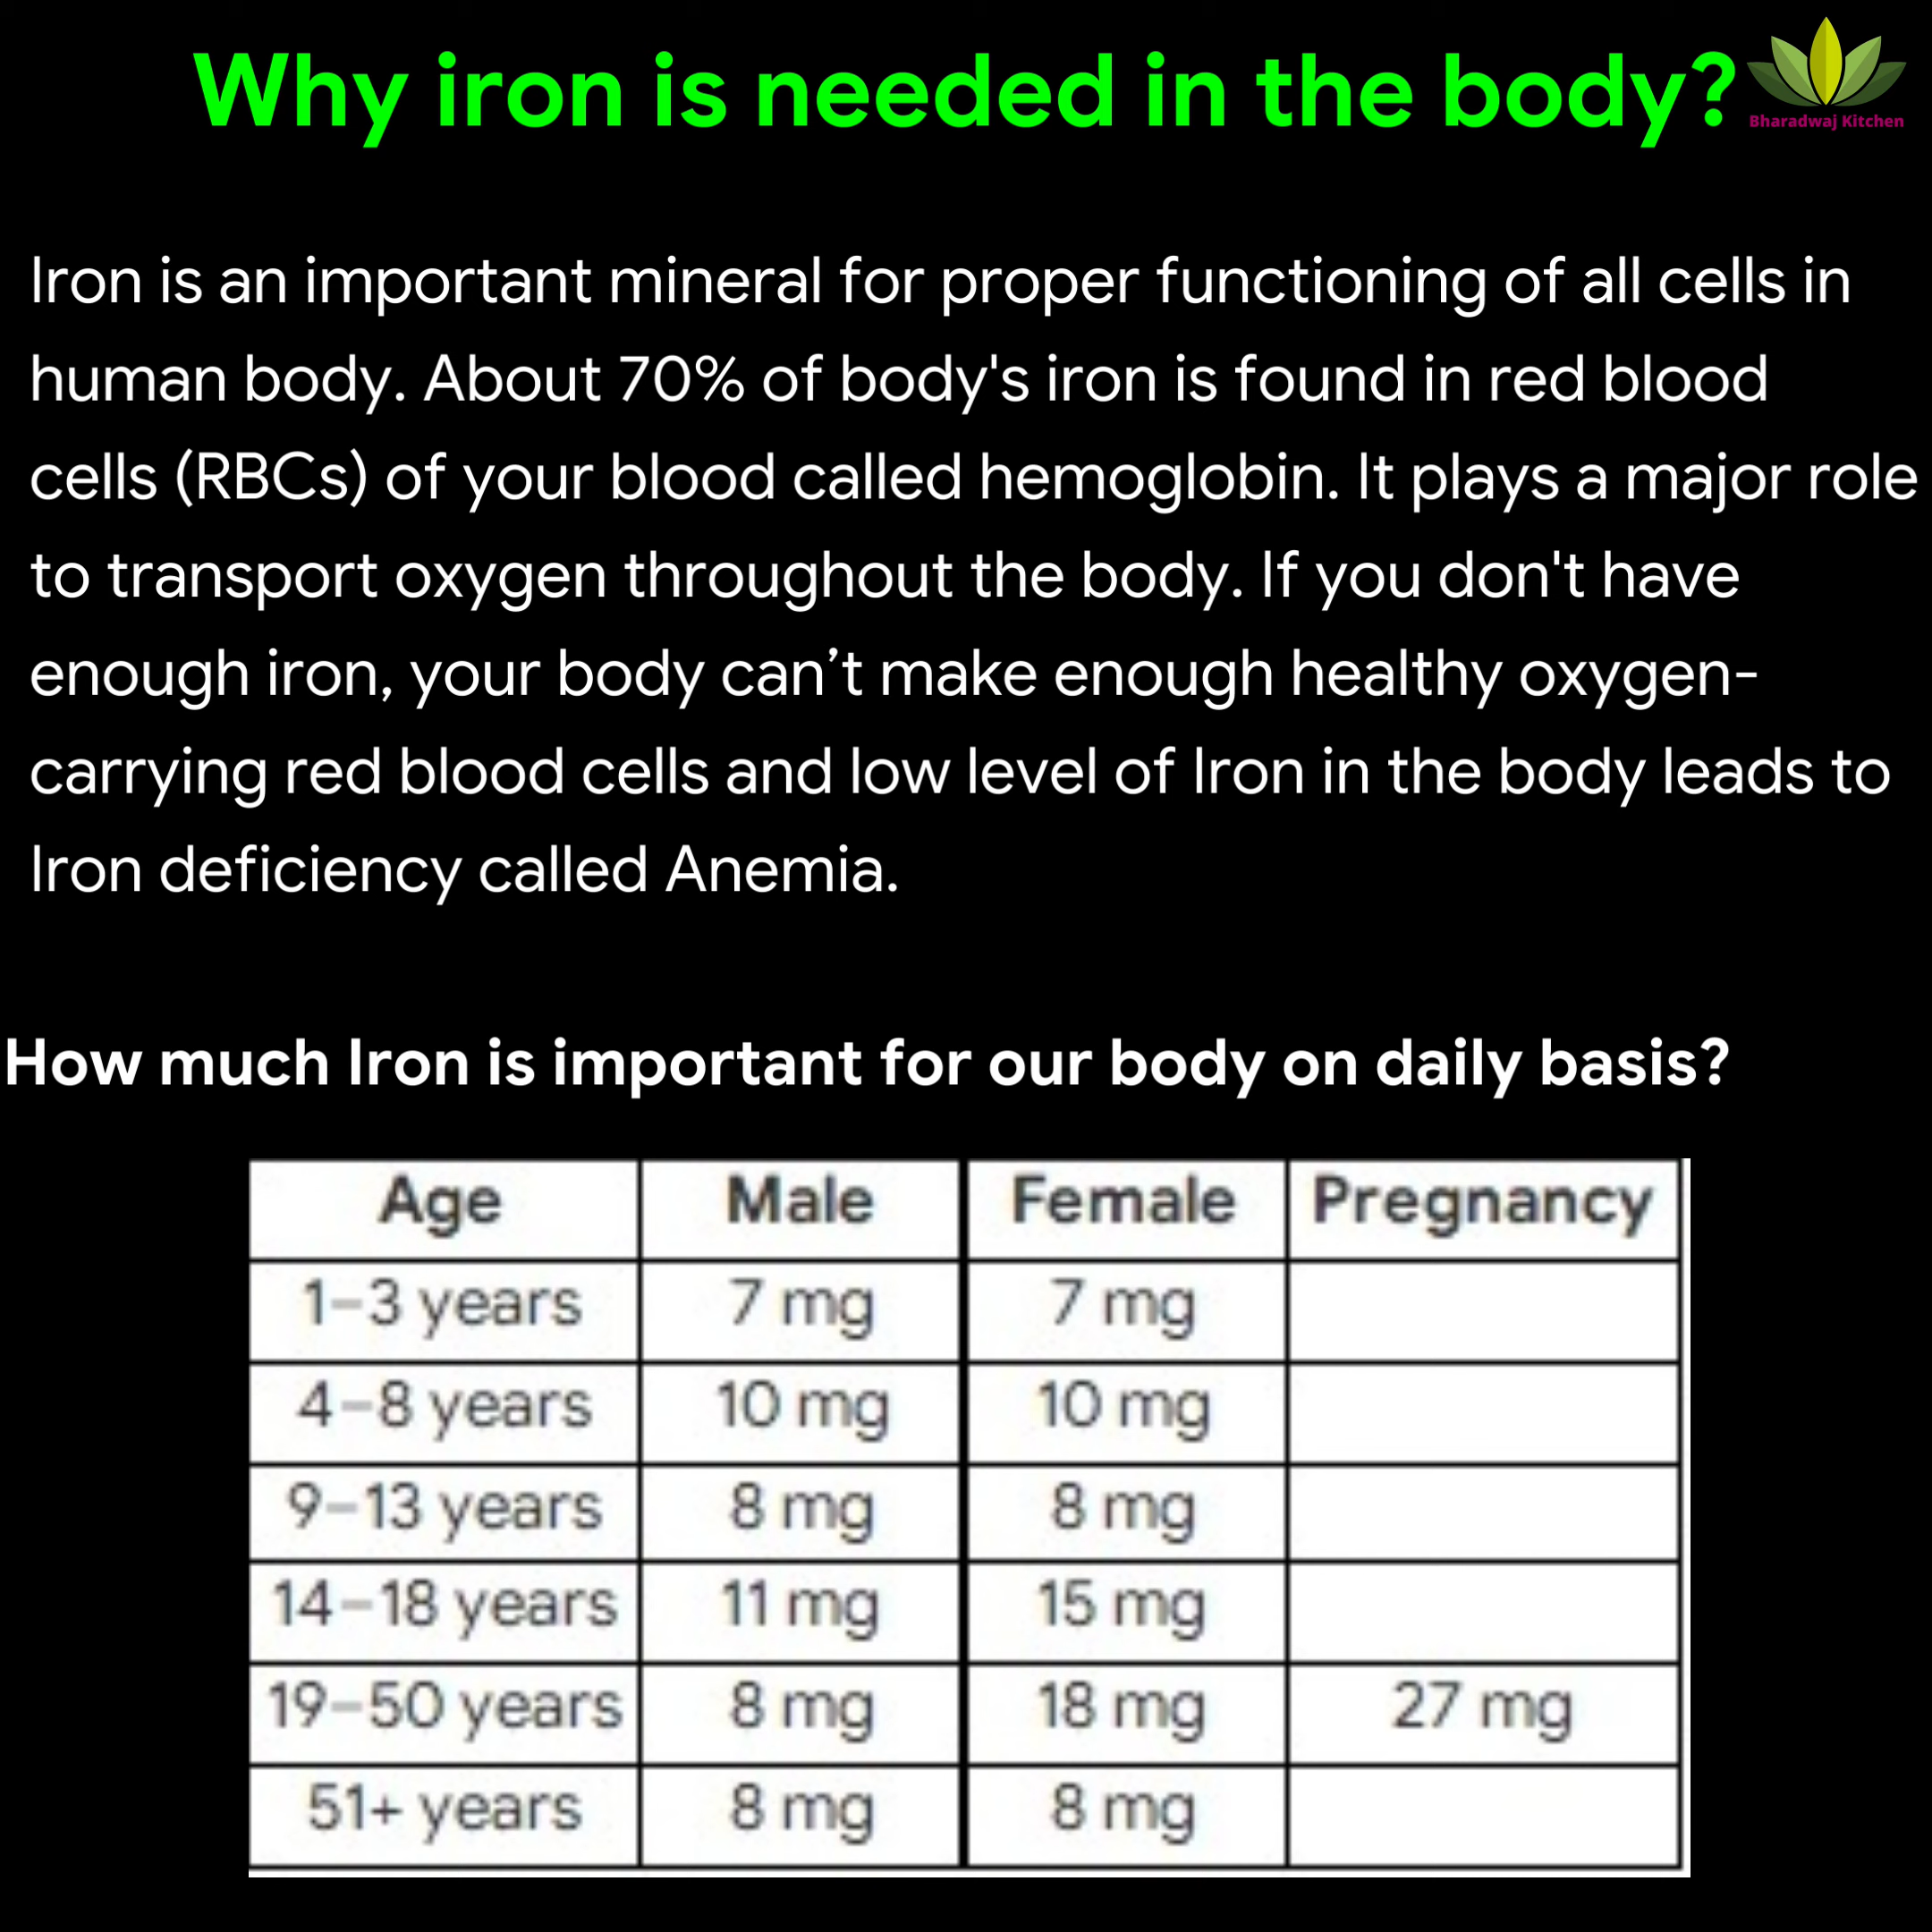 Why iron is needed in the body?
Bharadwaj Kitchen
Iron is an important mineral for proper functioning of all cells in
human body. About 70% of body's iron is found in red blood
cells (RBCs) of your blood called hemoglobin. It plays a major role
to transport oxygen throughout the body. If you don't have
enough iron, your body can’t make enough healthy oxygen-
carrying red blood cells and low level of Iron in the body leads to
Iron deficiency called Anemia.
How much Iron is important for our body on daily basis?
Age Male Female Pregnancy
1–3 years 7 mg 7 mg
4–8 years 10 mg 10 mg
9–13 years 8 mg 8 mg
14–18 years 11 mg 15 mg
19–50 years 8 mg 18 mg 27 mg
51+ years 8 mg 8 mg